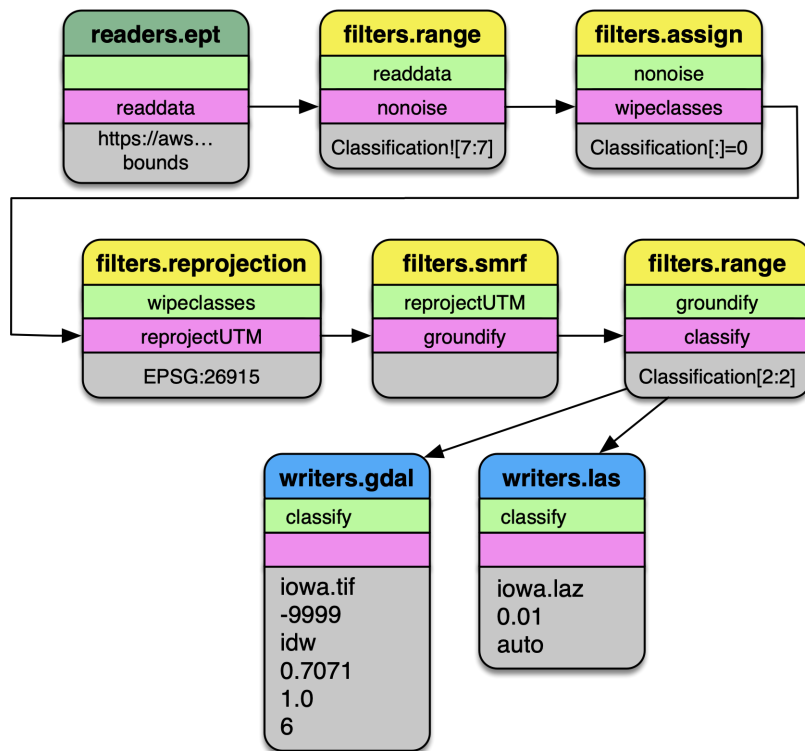 readers.ept
readdata
https://aws…
bounds
filters.range
readdata
nonoise
Classification![7:7]
filters.assign
nonoise
wipeclasses
Classification[:]=0
filters.reprojection
wipeclasses
reprojectUTM
EPSG:26915
filters.smrf
reprojectUTM
groundify
filters.range
groundify
classify
Classification[2:2]
writers.gdal
classify
iowa.tif
-9999
idw
0.7071
1.0
6
writers.las
classify
iowa.laz
0.01
auto